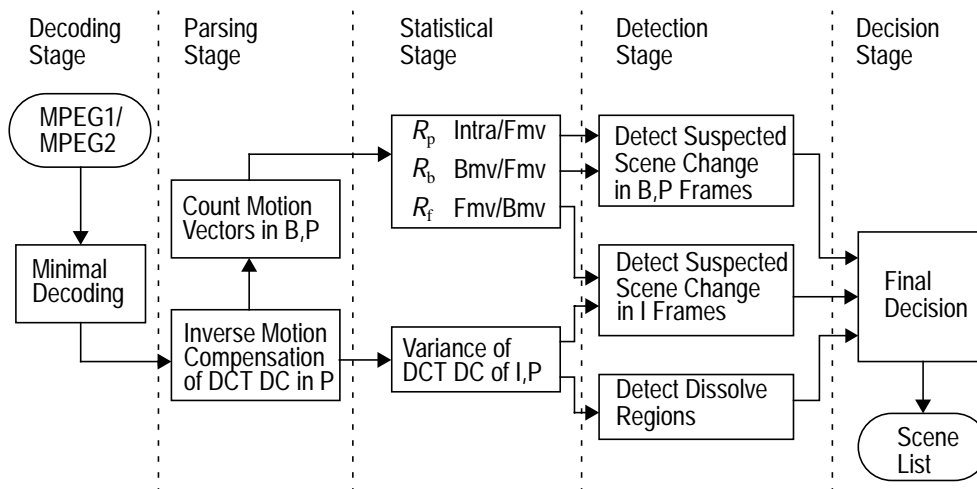 Decoding
Stage
Parsing
Stage
Statistical
Stage
Detection
Stage
Decision
Stage
MPEG1/
MPEG2
Minimal
Decoding
Count Motion
Vectors in B,P
Inverse Motion
Compensation
of DCT DC in P
Rp Intra/Fmv
Rb Bmv/Fmv
Rf Fmv/Bmv
Variance of
DCT DC of I,P
Detect Suspected
Scene Change
in B,P Frames
Detect Suspected
Scene Change
in I Frames
Detect Dissolve
Regions
Final
Decision
Scene
List